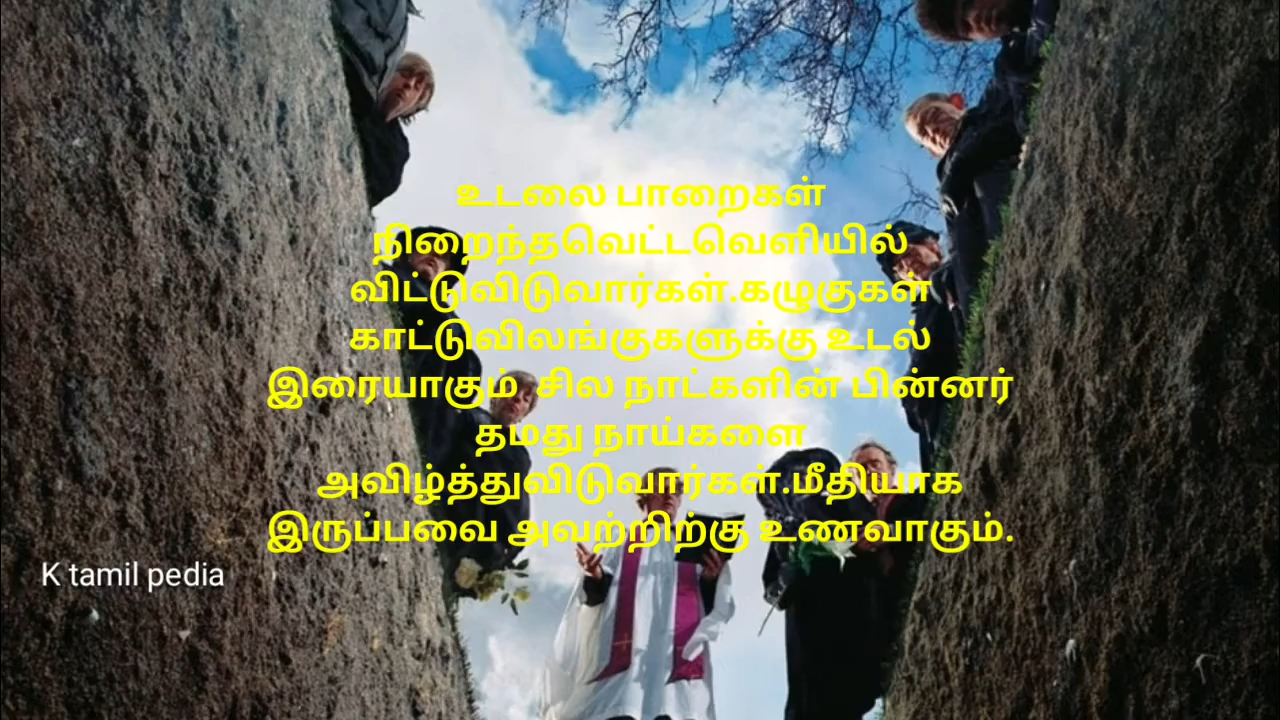 உடலை பாறைகள்
நிறைந்தவெட்டவெளியில்
விட்டுவிடுவார்கள்.கழுகுகள்
காட்டுவிலங்குகளுக்கு உடல்
இரையாகும். சில நாட்களின் பின்னர்
தமது நாய்களை
அவிழ்த்துவிடுவார்கள்.மீதியாக
இருப்பவை அவற்றிற்கு உணவாகும்.
K tamil pedia